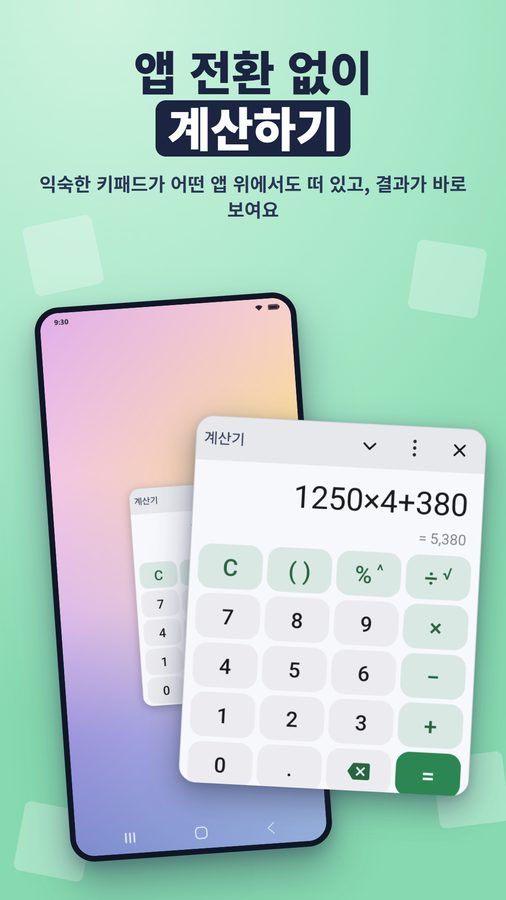 앱 전환 없이
계산하기
익숙한 키패드가 어떤 앱 위에서도 떠 있고, 결과가 바로
보여요
9:30
계산기
C
7
4
1
0
계산기
1250×4+380
= 5,380
C ( ) % ^ ÷ √
7 8 9 ×
4 5 6 −
1 2 3 +
0 . =